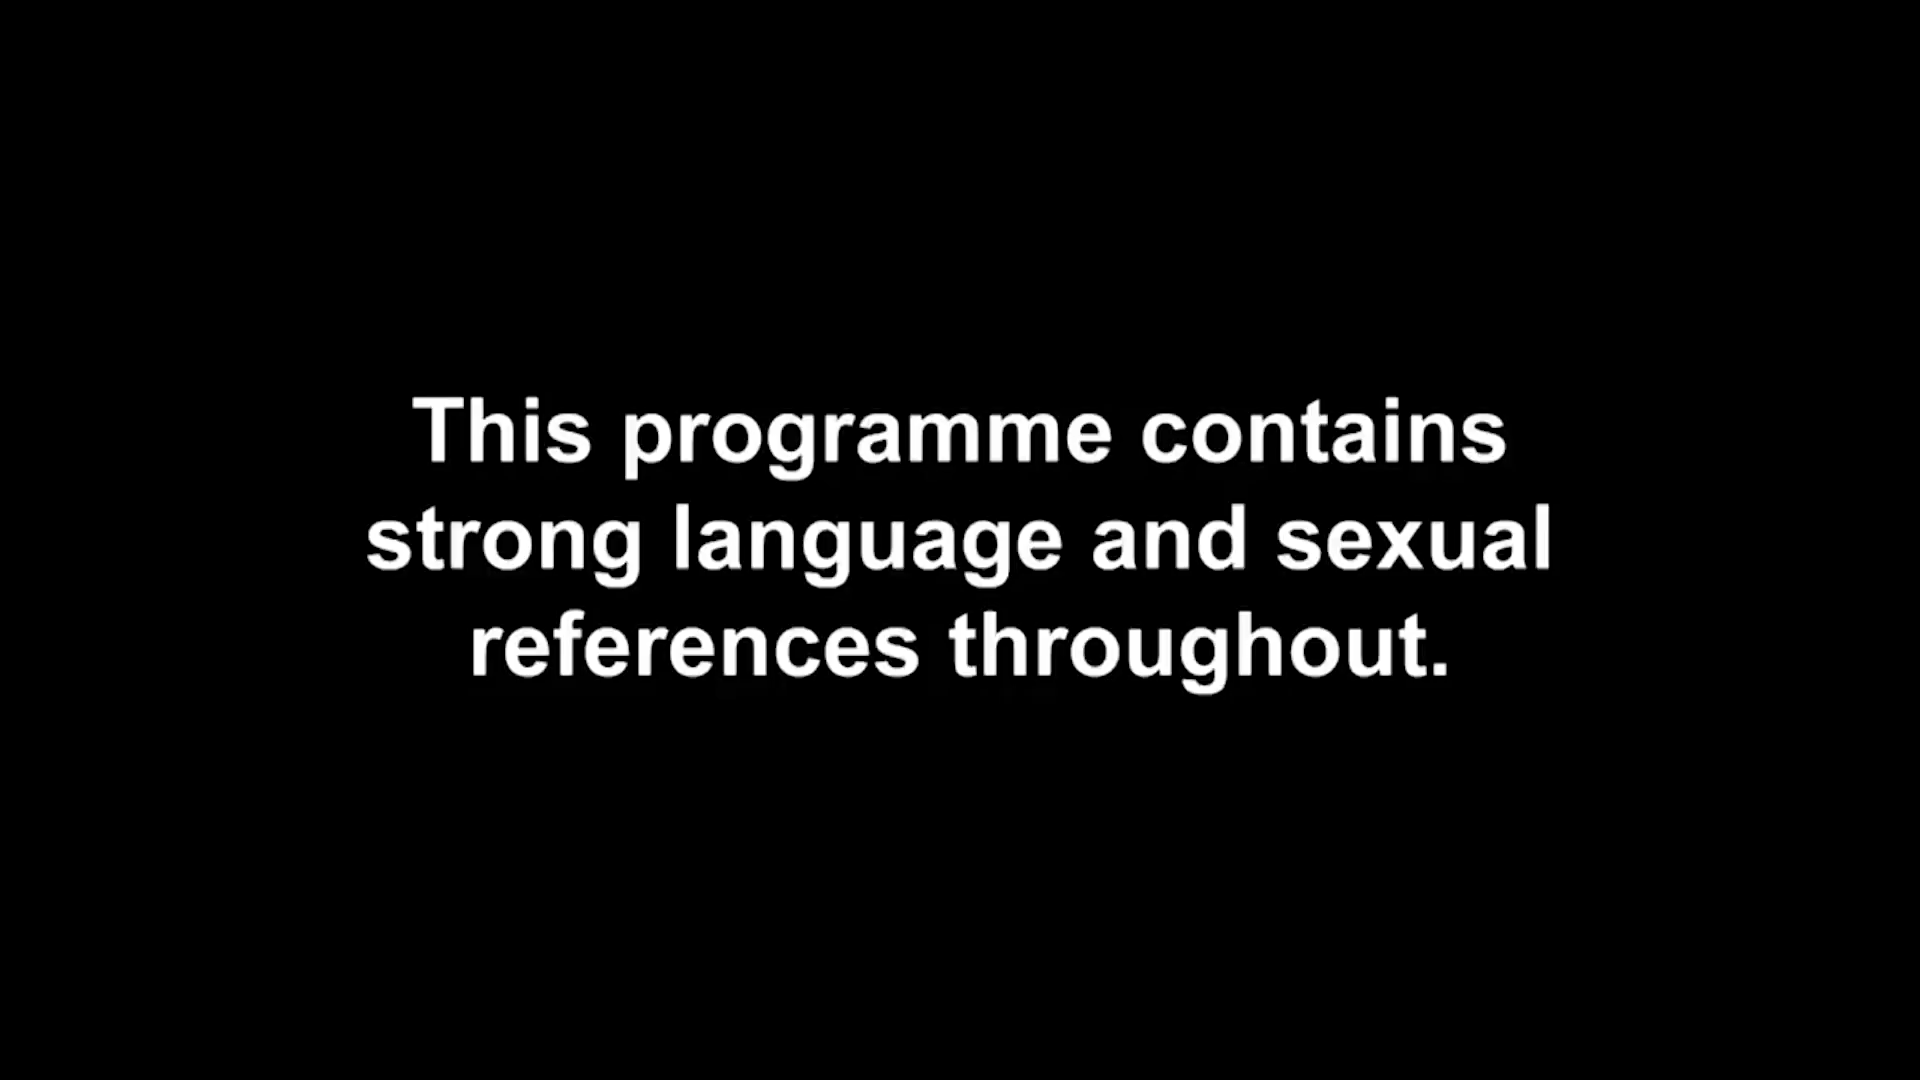 This programme contains
strong language and sexual
references throughout.